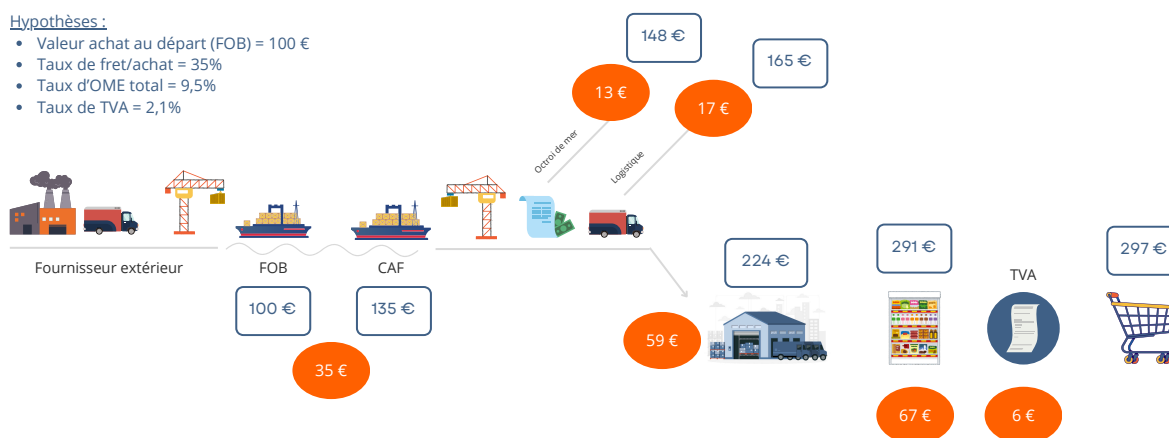 Hypothèses :
• Valeur achat au départ (FOB) = 100 €
• Taux de fret/achat = 35%
• Taux d'OME total = 9,5%
• Taux de TVA = 2,1%
148 €
165 €
13 €
17 €
Octroi de mer
Logistique
Fournisseur extérieur
FOB
CAF
100 €
135 €
35 €
224 €
59 €
291 €
TVA
297 €
67 €
6 €